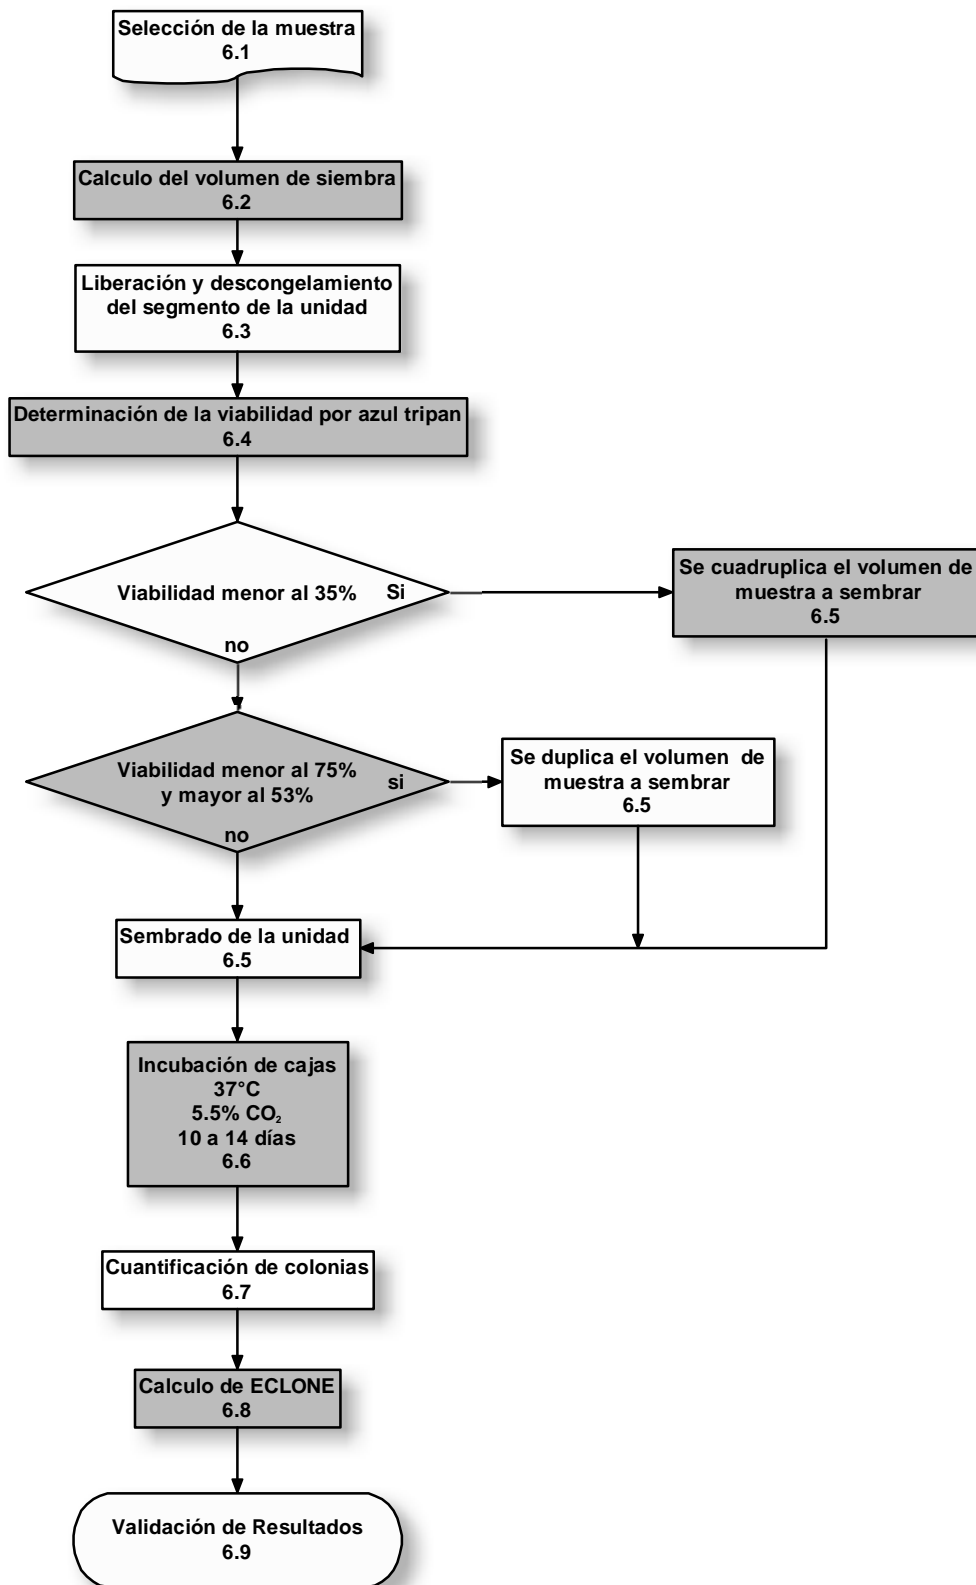 Selección de la muestra
6.1
Calculo del volumen de siembra
6.2
Liberación y descongelamiento
del segmento de la unidad
6.3
Determinación de la viabilidad por azul tripan
6.4
Viabilidad menor al 35%
Si
no
Se cuadruplica el volumen de
muestra a sembrar
6.5
Viabilidad menor al 75%
y mayor al 53%
si
no
Se duplica el volumen de
muestra a sembrar
6.5
Sembrado de la unidad
6.5
Incubación de cajas
37°C
5.5% CO₂
10 a 14 días
6.6
Cuantificación de colonias
6.7
Calculo de ECLONE
6.8
Validación de Resultados
6.9